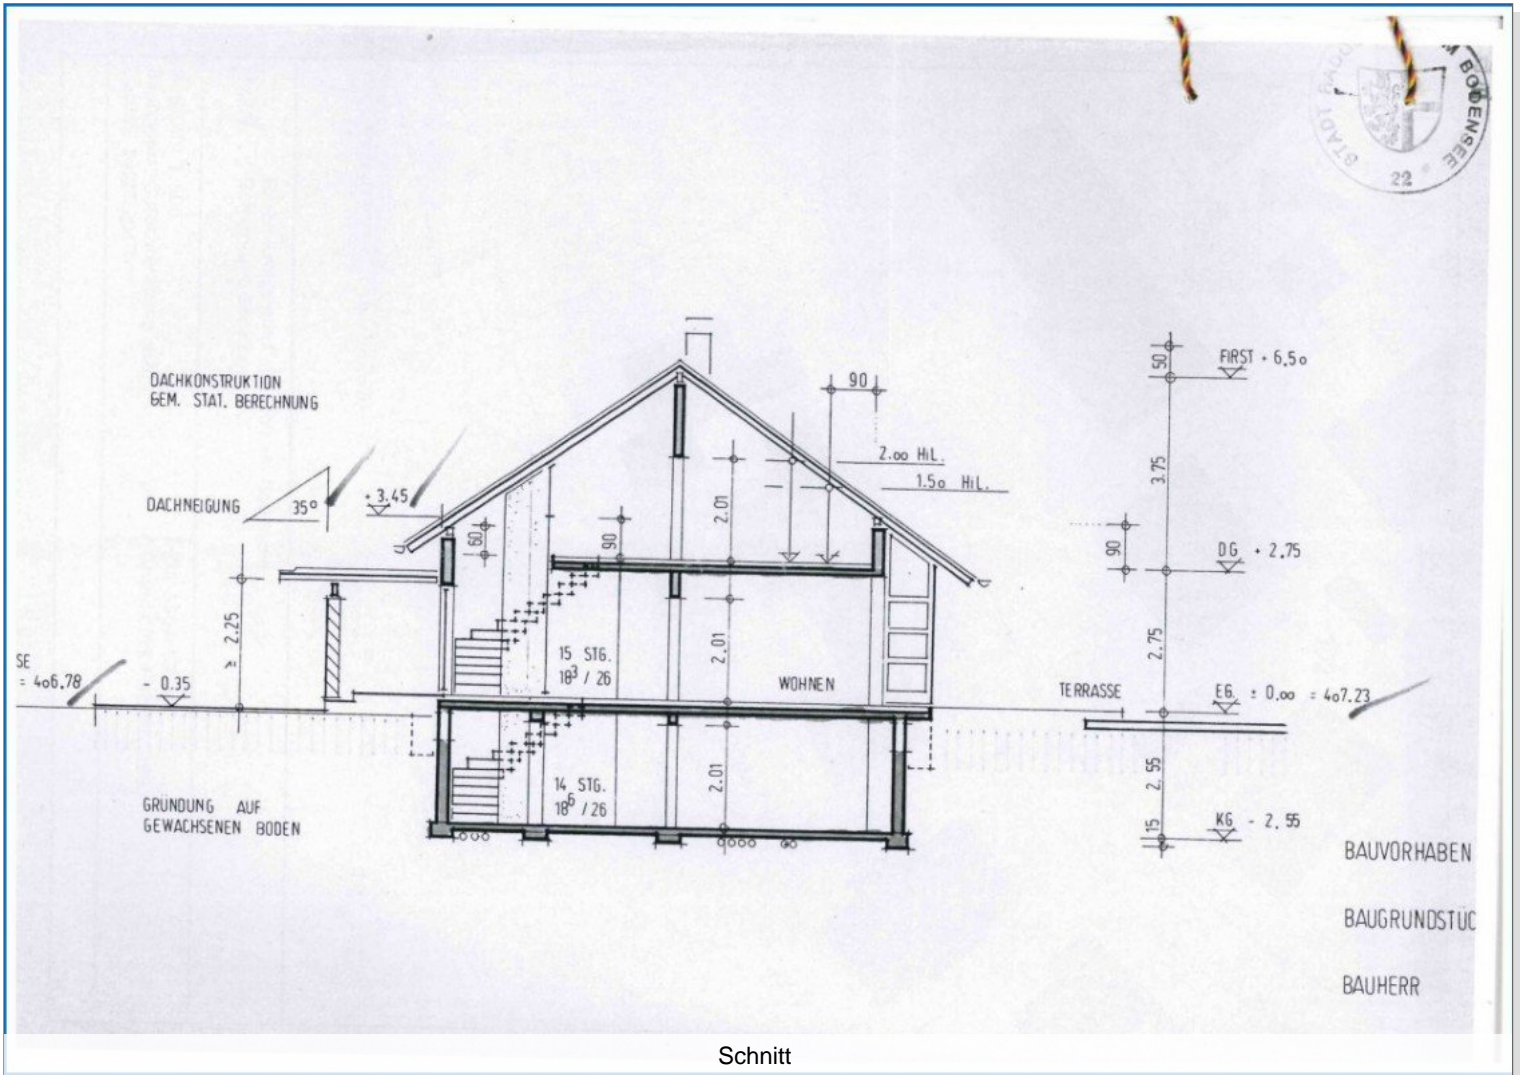 STADT
M BODENSEE
22
50
FIRST + 6,50
90
DACHKONSTRUKTION
GEM. STAT. BERECHNUNG
2.00 HiL.
1.50 HiL.
3.75
DACHNEIGUNG 35°
+ 3.45
2.01
60
90
90
DG + 2.75
≥ 2.25
2.01
2.75
15 STG.
18³ / 26
WOHNEN
SE
= 406.78
- 0.35
TERRASSE
EG. ± 0.00 = 407.23
2.01
14 STG.
18⁶ / 26
2,55
GRÜNDUNG AUF
GEWACHSENEN BODEN
15
KG - 2,55
BAUVORHABEN
BAUGRUNDSTÜC
BAUHERR
Schnitt